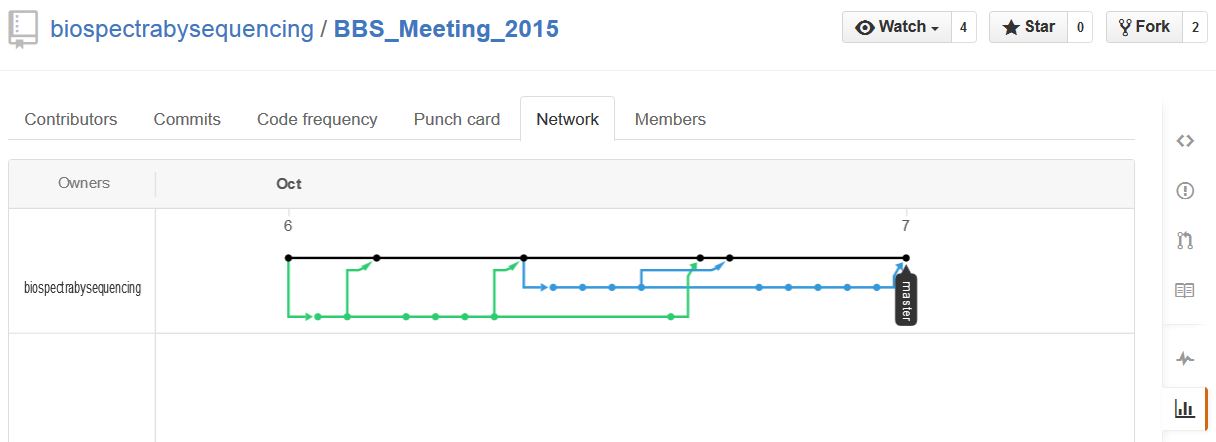 biospectrabysequencing / BBS_Meeting_2015
Watch 4 Star 0 Fork 2
Contributors Commits Code frequency Punch card Network Members
Owners Oct
6 7
biospectrabysequencing
master